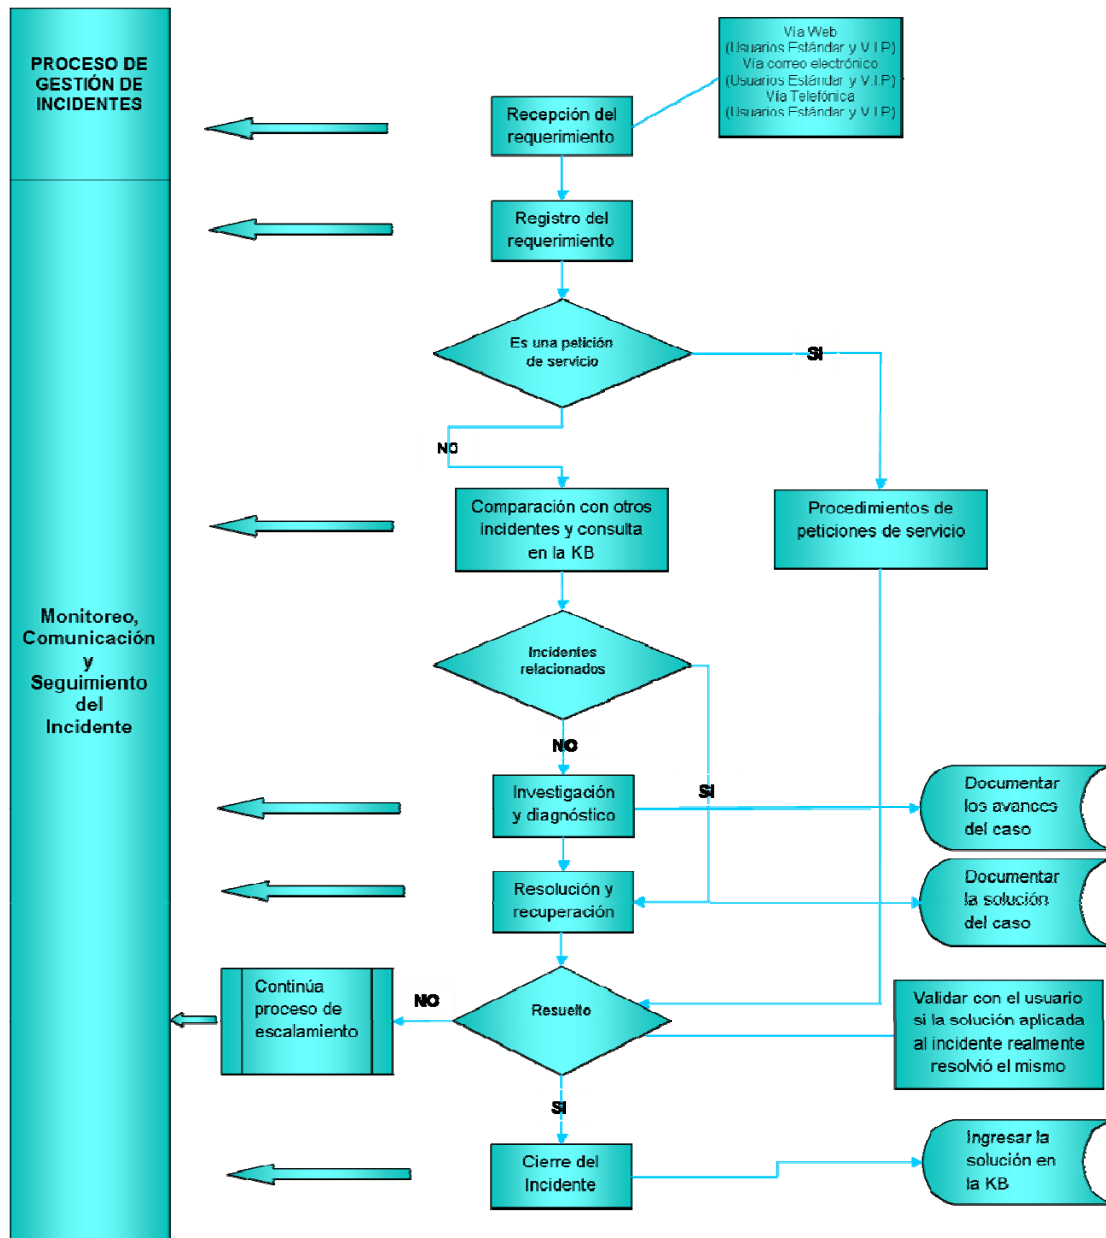 PROCESO DE
GESTIÓN DE
INCIDENTES
Vía Web
(Usuarios Estándar y V.I.P)
Vía correo electrónico
(Usuarios Estándar y V.I.P)
Vía Telefónica
(Usuarios Estándar y V.I.P)
Recepción del
requerimiento
Registro del
requerimiento
Es una petición
de servicio
SI
NO
Comparación con otros
incidentes y consulta
en la KB
Procedimientos de
peticiones de servicio
Monitoreo,
Comunicación
y
Seguimiento
del
Incidente
Incidentes
relacionados
NO
SI
Investigación
y diagnóstico
Documentar
los avances
del caso
Resolución y
recuperación
Documentar
la solución
del caso
Continúa
proceso de
escalamiento
NO
Resuelto
Validar con el usuario
si la solución aplicada
al incidente realmente
resolvió el mismo
SI
Cierre del
Incidente
Ingresar la
solución en
la KB